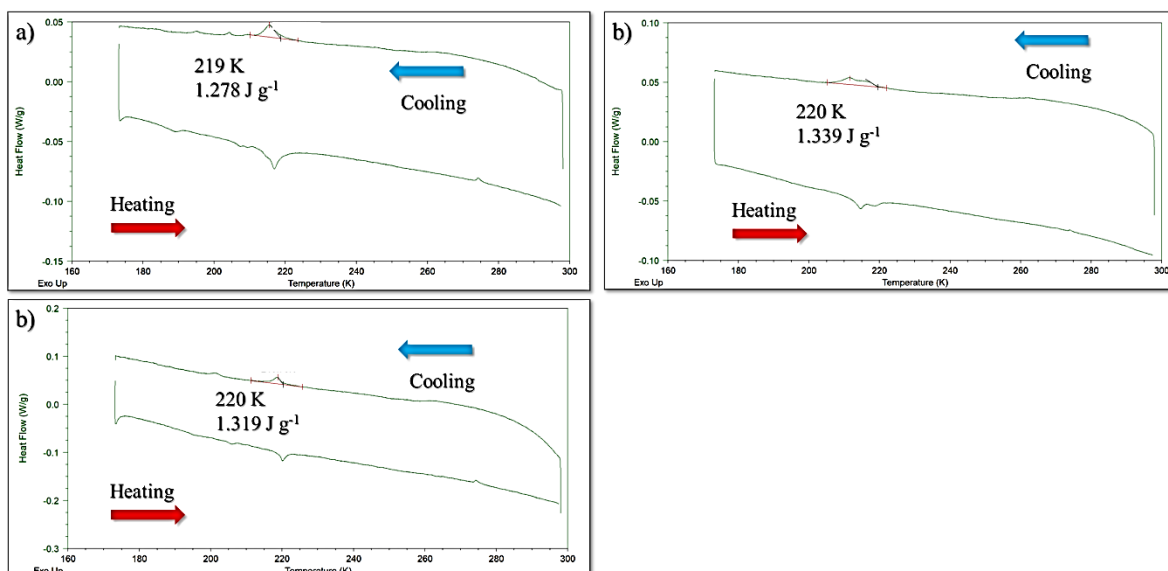 a)
0.05
0.00
-0.05
-0.10
-0.15
Heat Flow (W/g)
219 K
1.278 J g-1
Cooling
Heating
160 180 200 220 240 260 280 300
Exo Up
Temperature (K)
b)
0.10
0.05
0.00
-0.05
-0.10
Heat Flow (W/g)
Cooling
220 K
1.339 J g-1
Heating
160 180 200 220 240 260 280 300
Exo Up
Temperature (K)
b)
0.2
0.1
0.0
-0.1
-0.2
-0.3
Heat Flow (W/g)
Cooling
220 K
1.319 J g-1
Heating
160 180 200 220 240 260 280 300
Exo Up
Temperature (K)